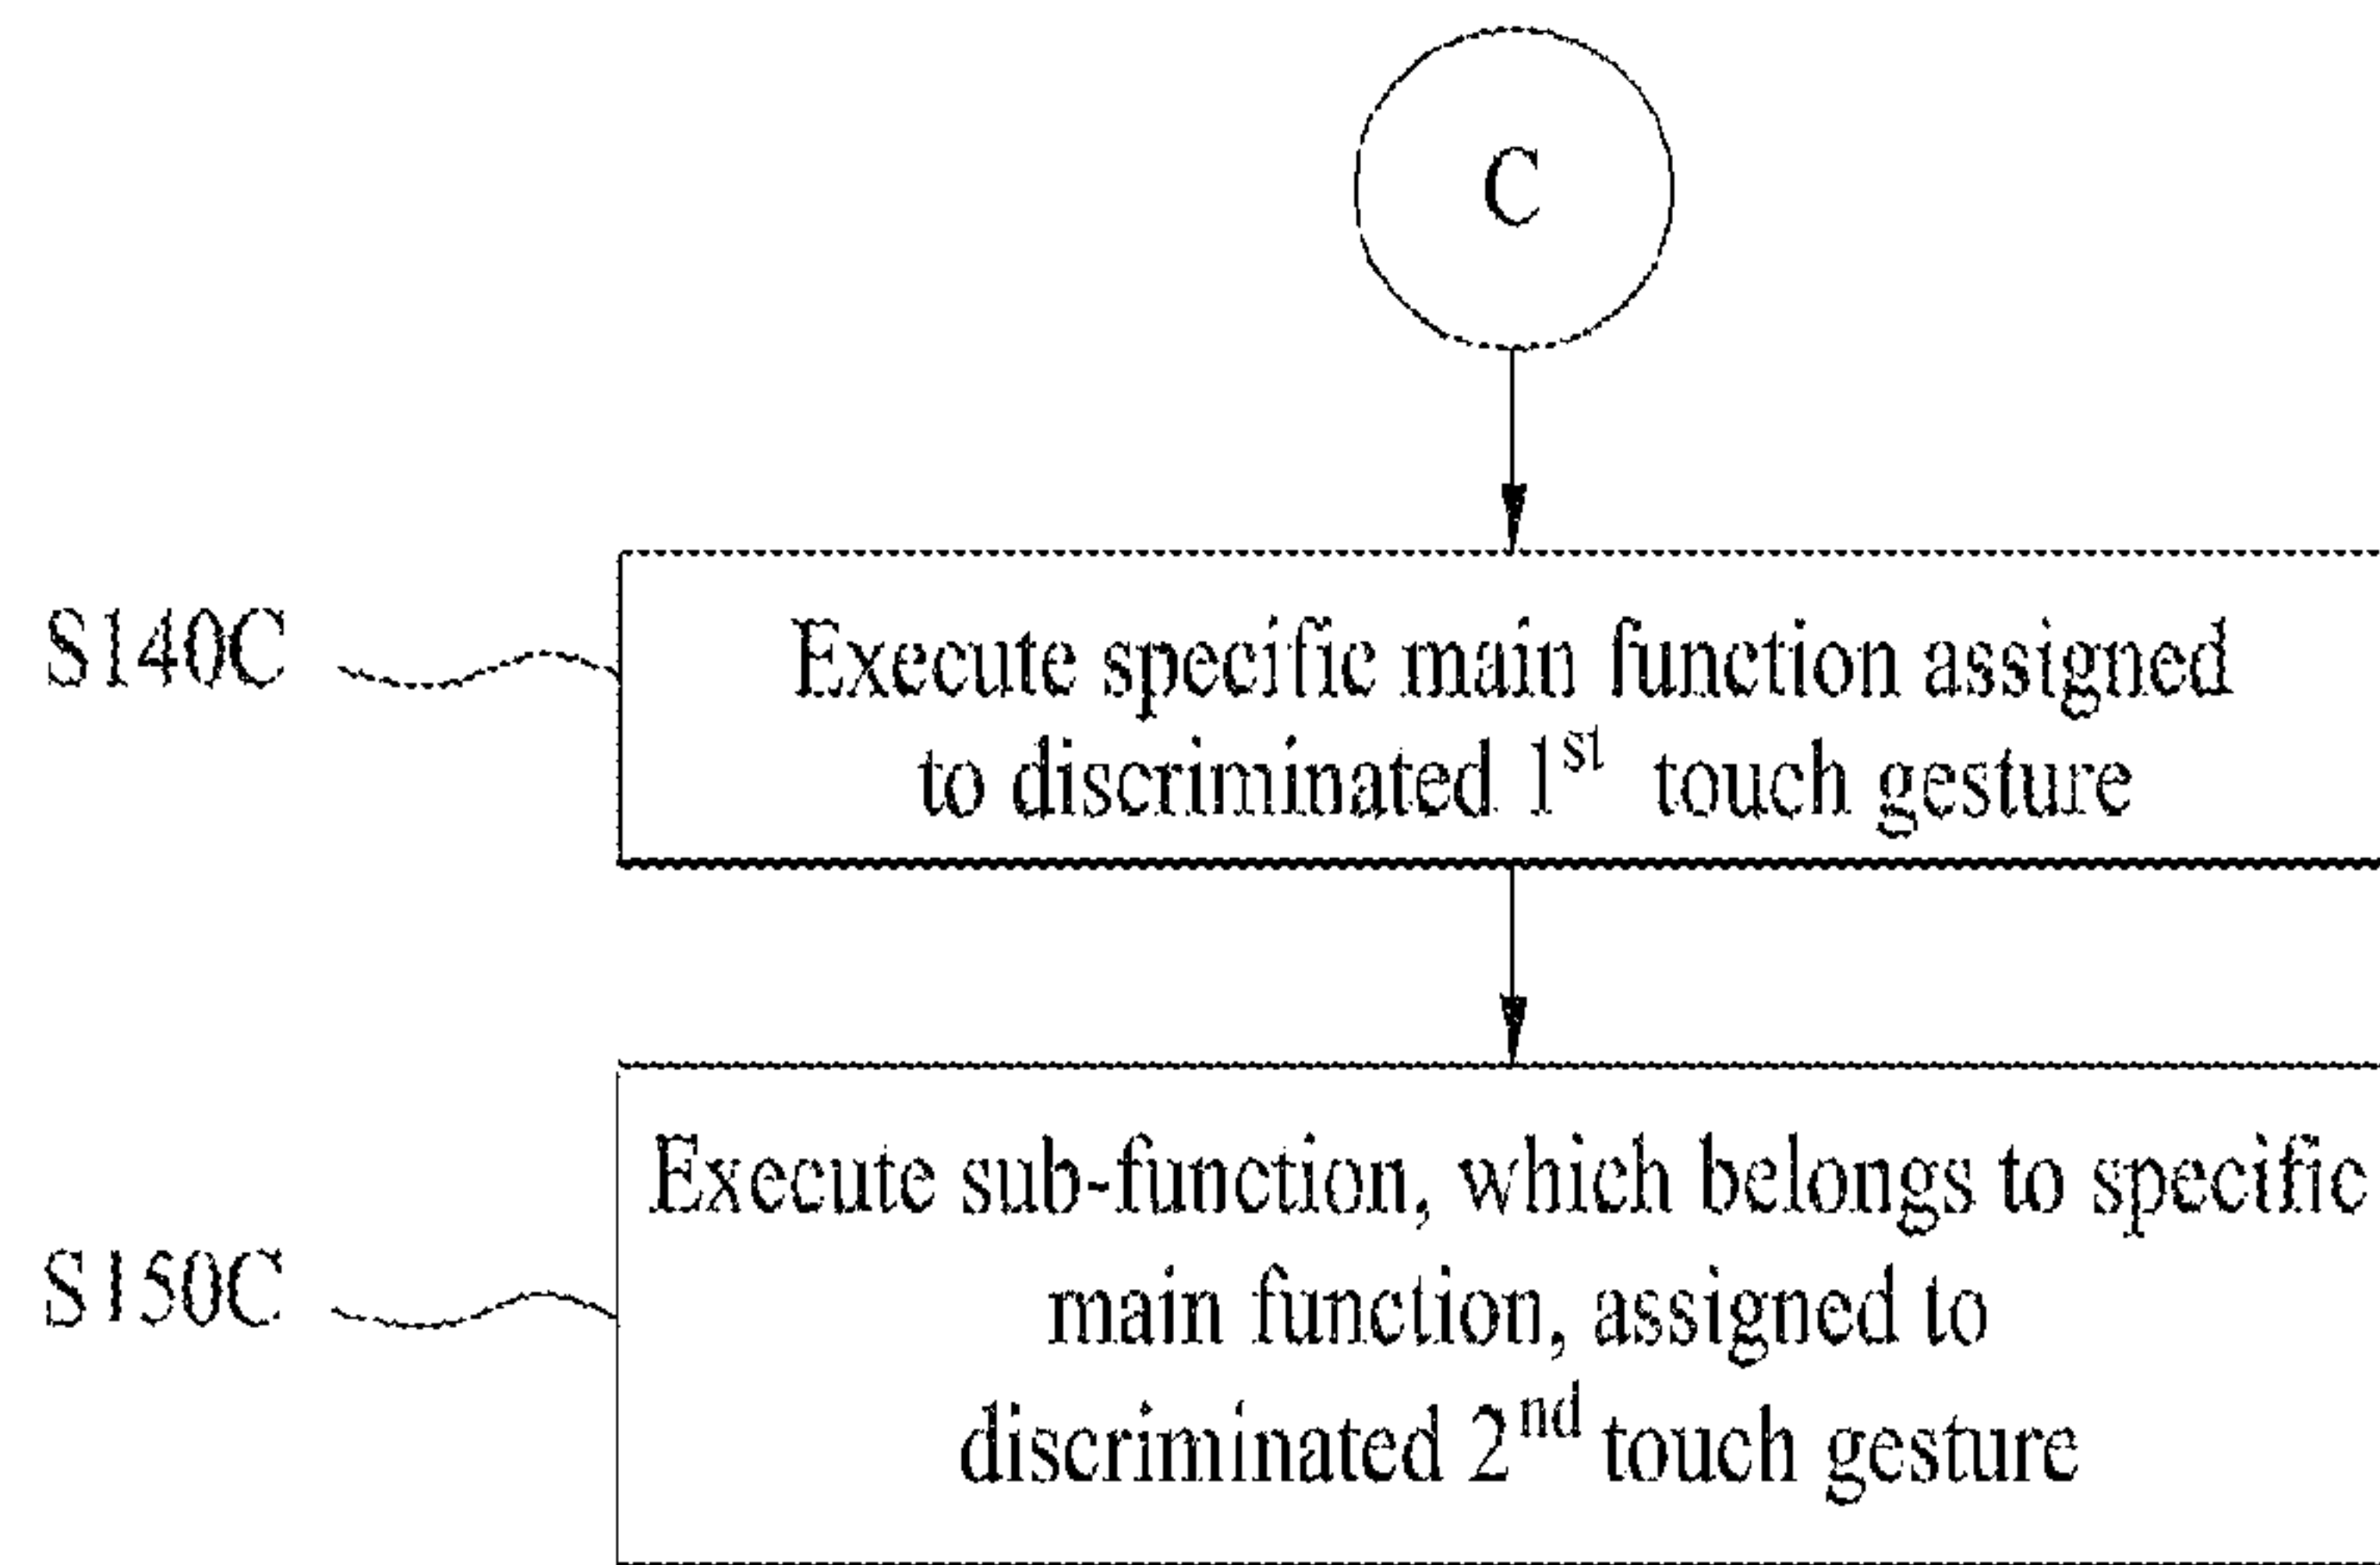 C
S140C
Execute specific main function assigned
to discriminated 1st touch gesture
S150C
Execute sub-function, which belongs to specific
main function, assigned to
discriminated 2nd touch gesture